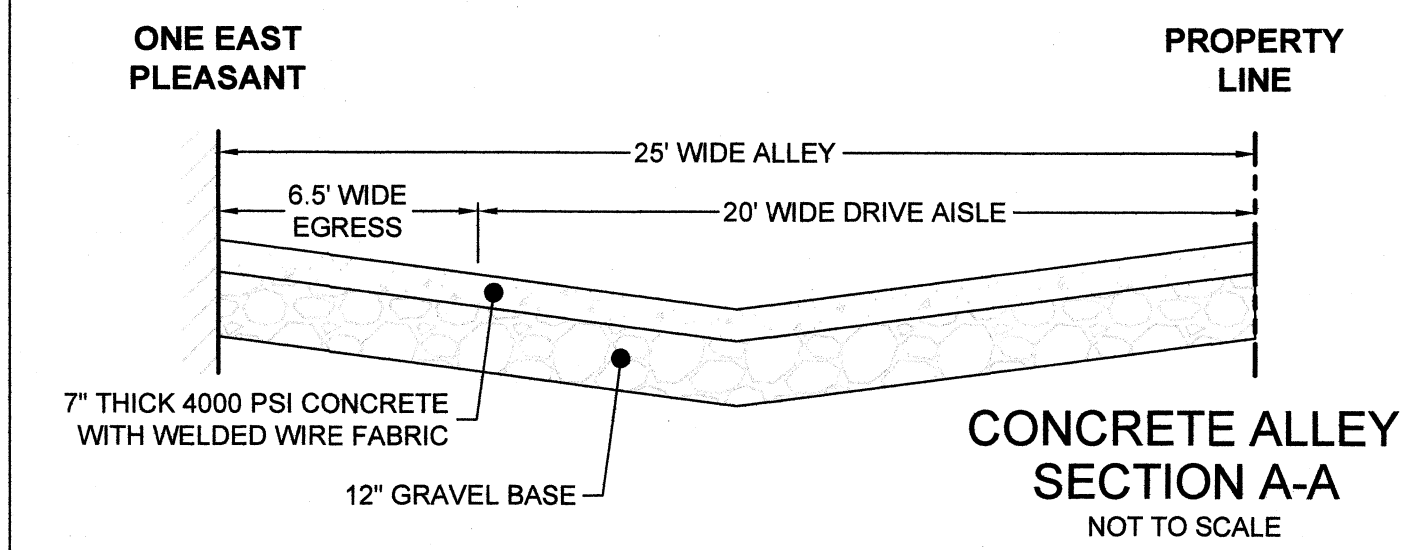 ONE EAST
PLEASANT
PROPERTY
LINE
25' WIDE ALLEY
6.5' WIDE
EGRESS
20' WIDE DRIVE AISLE
7" THICK 4000 PSI CONCRETE
WITH WELDED WIRE FABRIC
12" GRAVEL BASE
CONCRETE ALLEY
SECTION A-A
NOT TO SCALE